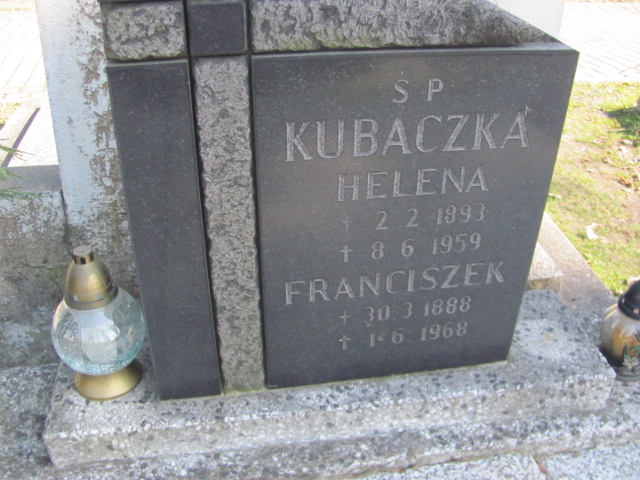 Ś P
KUBACZKA
HELENA
+ 2 2 1893
✝ 8 6 1959
FRANCISZEK
+ 30·3 1888
✝ 1·6 1968